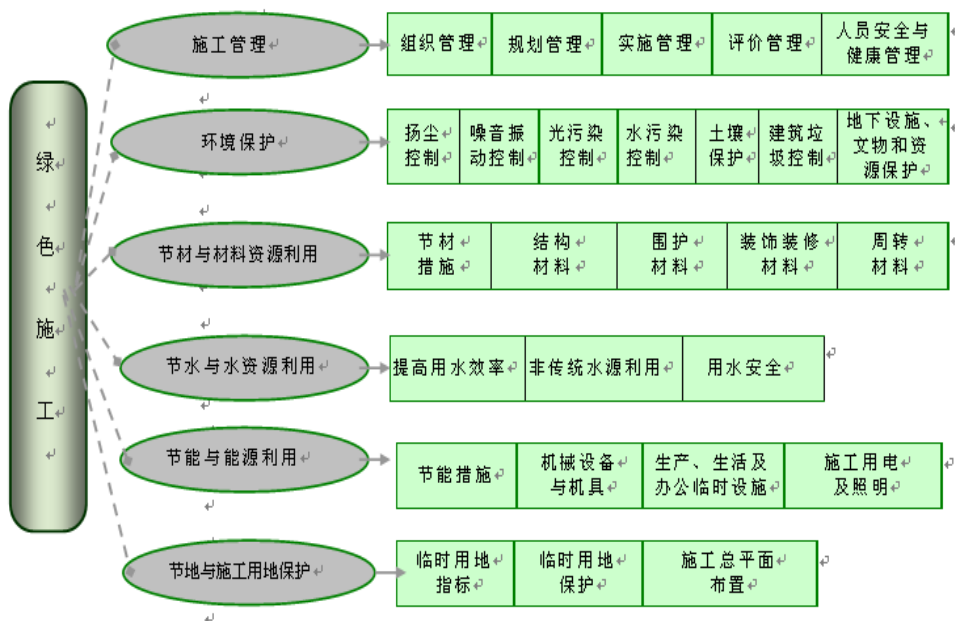 绿
色
施
工
施工管理
组织管理
规划管理
实施管理
评价管理
人员安全与
健康管理
环境保护
扬尘
控制
噪音振
动控制
光污染
控制
水污染
控制
土壤
保护
建筑垃
圾控制
地下设施、
文物和资
源保护
节材与材料资源利用
节材
措施
结构
材料
围护
材料
装饰装修
材料
周转
材料
节水与水资源利用
提高用水效率
非传统水源利用
用水安全
节能与能源利用
节能措施
机械设备
与机具
生产、生活及
办公临时设施
施工用电
及照明
节地与施工用地保护
临时用地
指标
临时用地
保护
施工总平面
布置